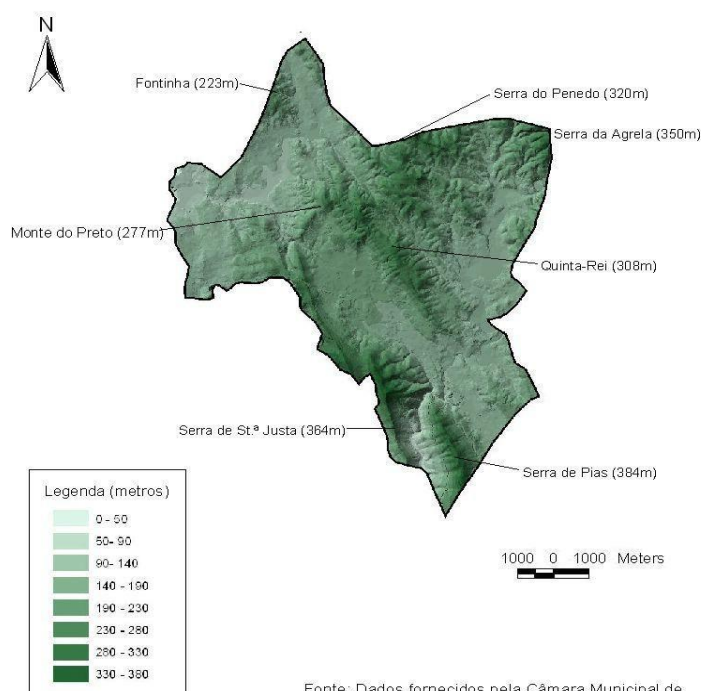 N
Fontinha (223m)
Serra do Penedo (320m)
Serra da Agrela (350m)
Monte do Preto (277m)
Quinta-Rei (308m)
Serra de St.ª Justa (364m)
Serra de Pias (384m)
Legenda (metros)
0 - 50
50- 90
90- 140
140 - 190
190 - 230
230 - 280
280 - 330
330 - 380
1000 0 1000 Meters
Fonte: Dados fornecidos pela Câmara Municipal de